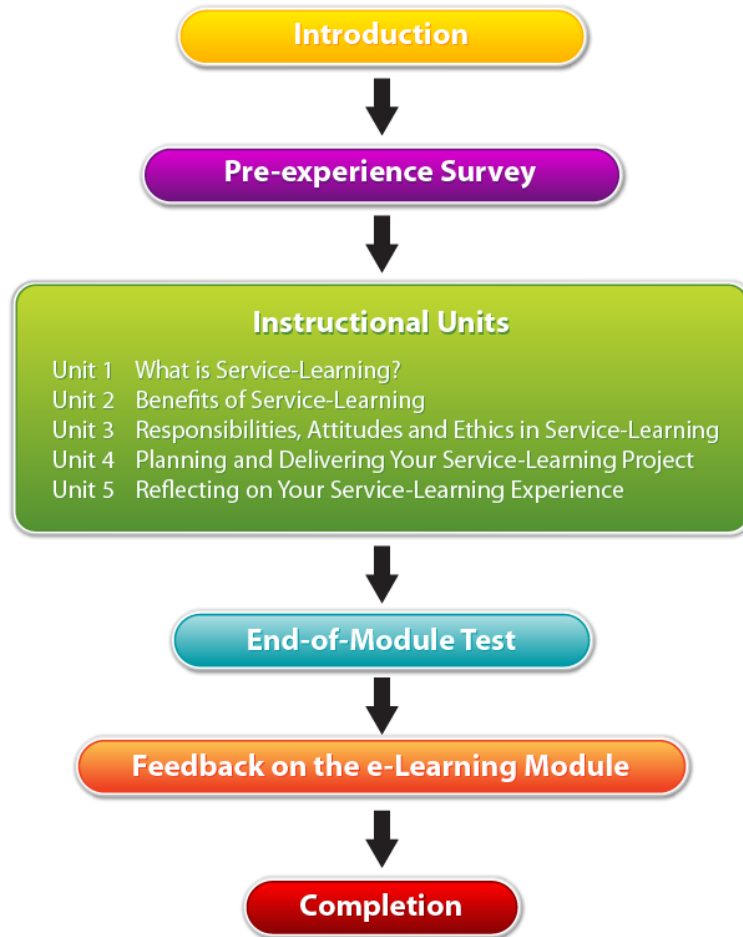 Introduction
Pre-experience Survey
Instructional Units
Unit 1 What is Service-Learning?
Unit 2 Benefits of Service-Learning
Unit 3 Responsibilities, Attitudes and Ethics in Service-Learning
Unit 4 Planning and Delivering Your Service-Learning Project
Unit 5 Reflecting on Your Service-Learning Experience
End-of-Module Test
Feedback on the e-Learning Module
Completion